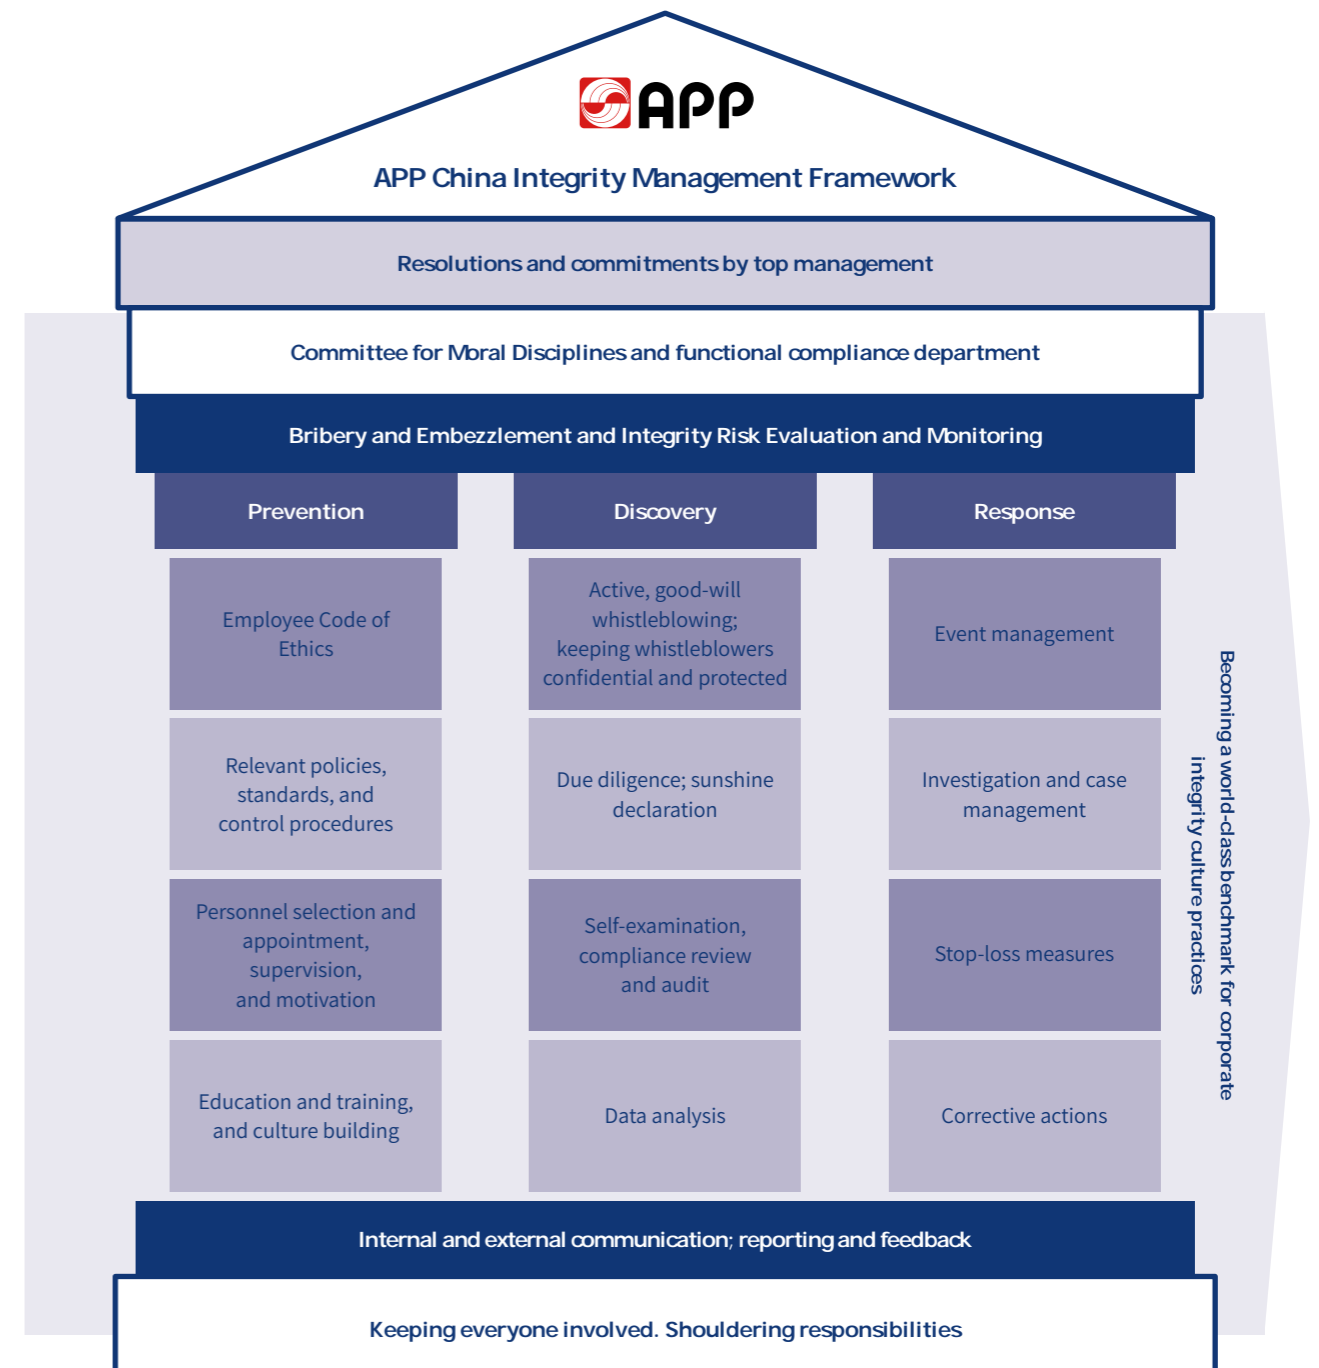 APP
APP China Integrity Management Framework
Resolutions and commitments by top management
Committee for Moral Disciplines and functional compliance department
Bribery and Embezzlement and Integrity Risk Evaluation and Monitoring
Prevention
Employee Code of
Ethics
Relevant policies,
standards, and
control procedures
Personnel selection and
appointment,
supervision,
and motivation
Education and training,
and culture building
Discovery
Active, good-will
whistleblowing;
keeping whistleblowers
confidential and protected
Due diligence; sunshine
declaration
Self-examination,
compliance review
and audit
Data analysis
Response
Event management
Investigation and case
management
Stop-loss measures
Corrective actions
Becoming a world-class benchmark for corporate
integrity culture practices
Internal and external communication; reporting and feedback
Keeping everyone involved. Shouldering responsibilities